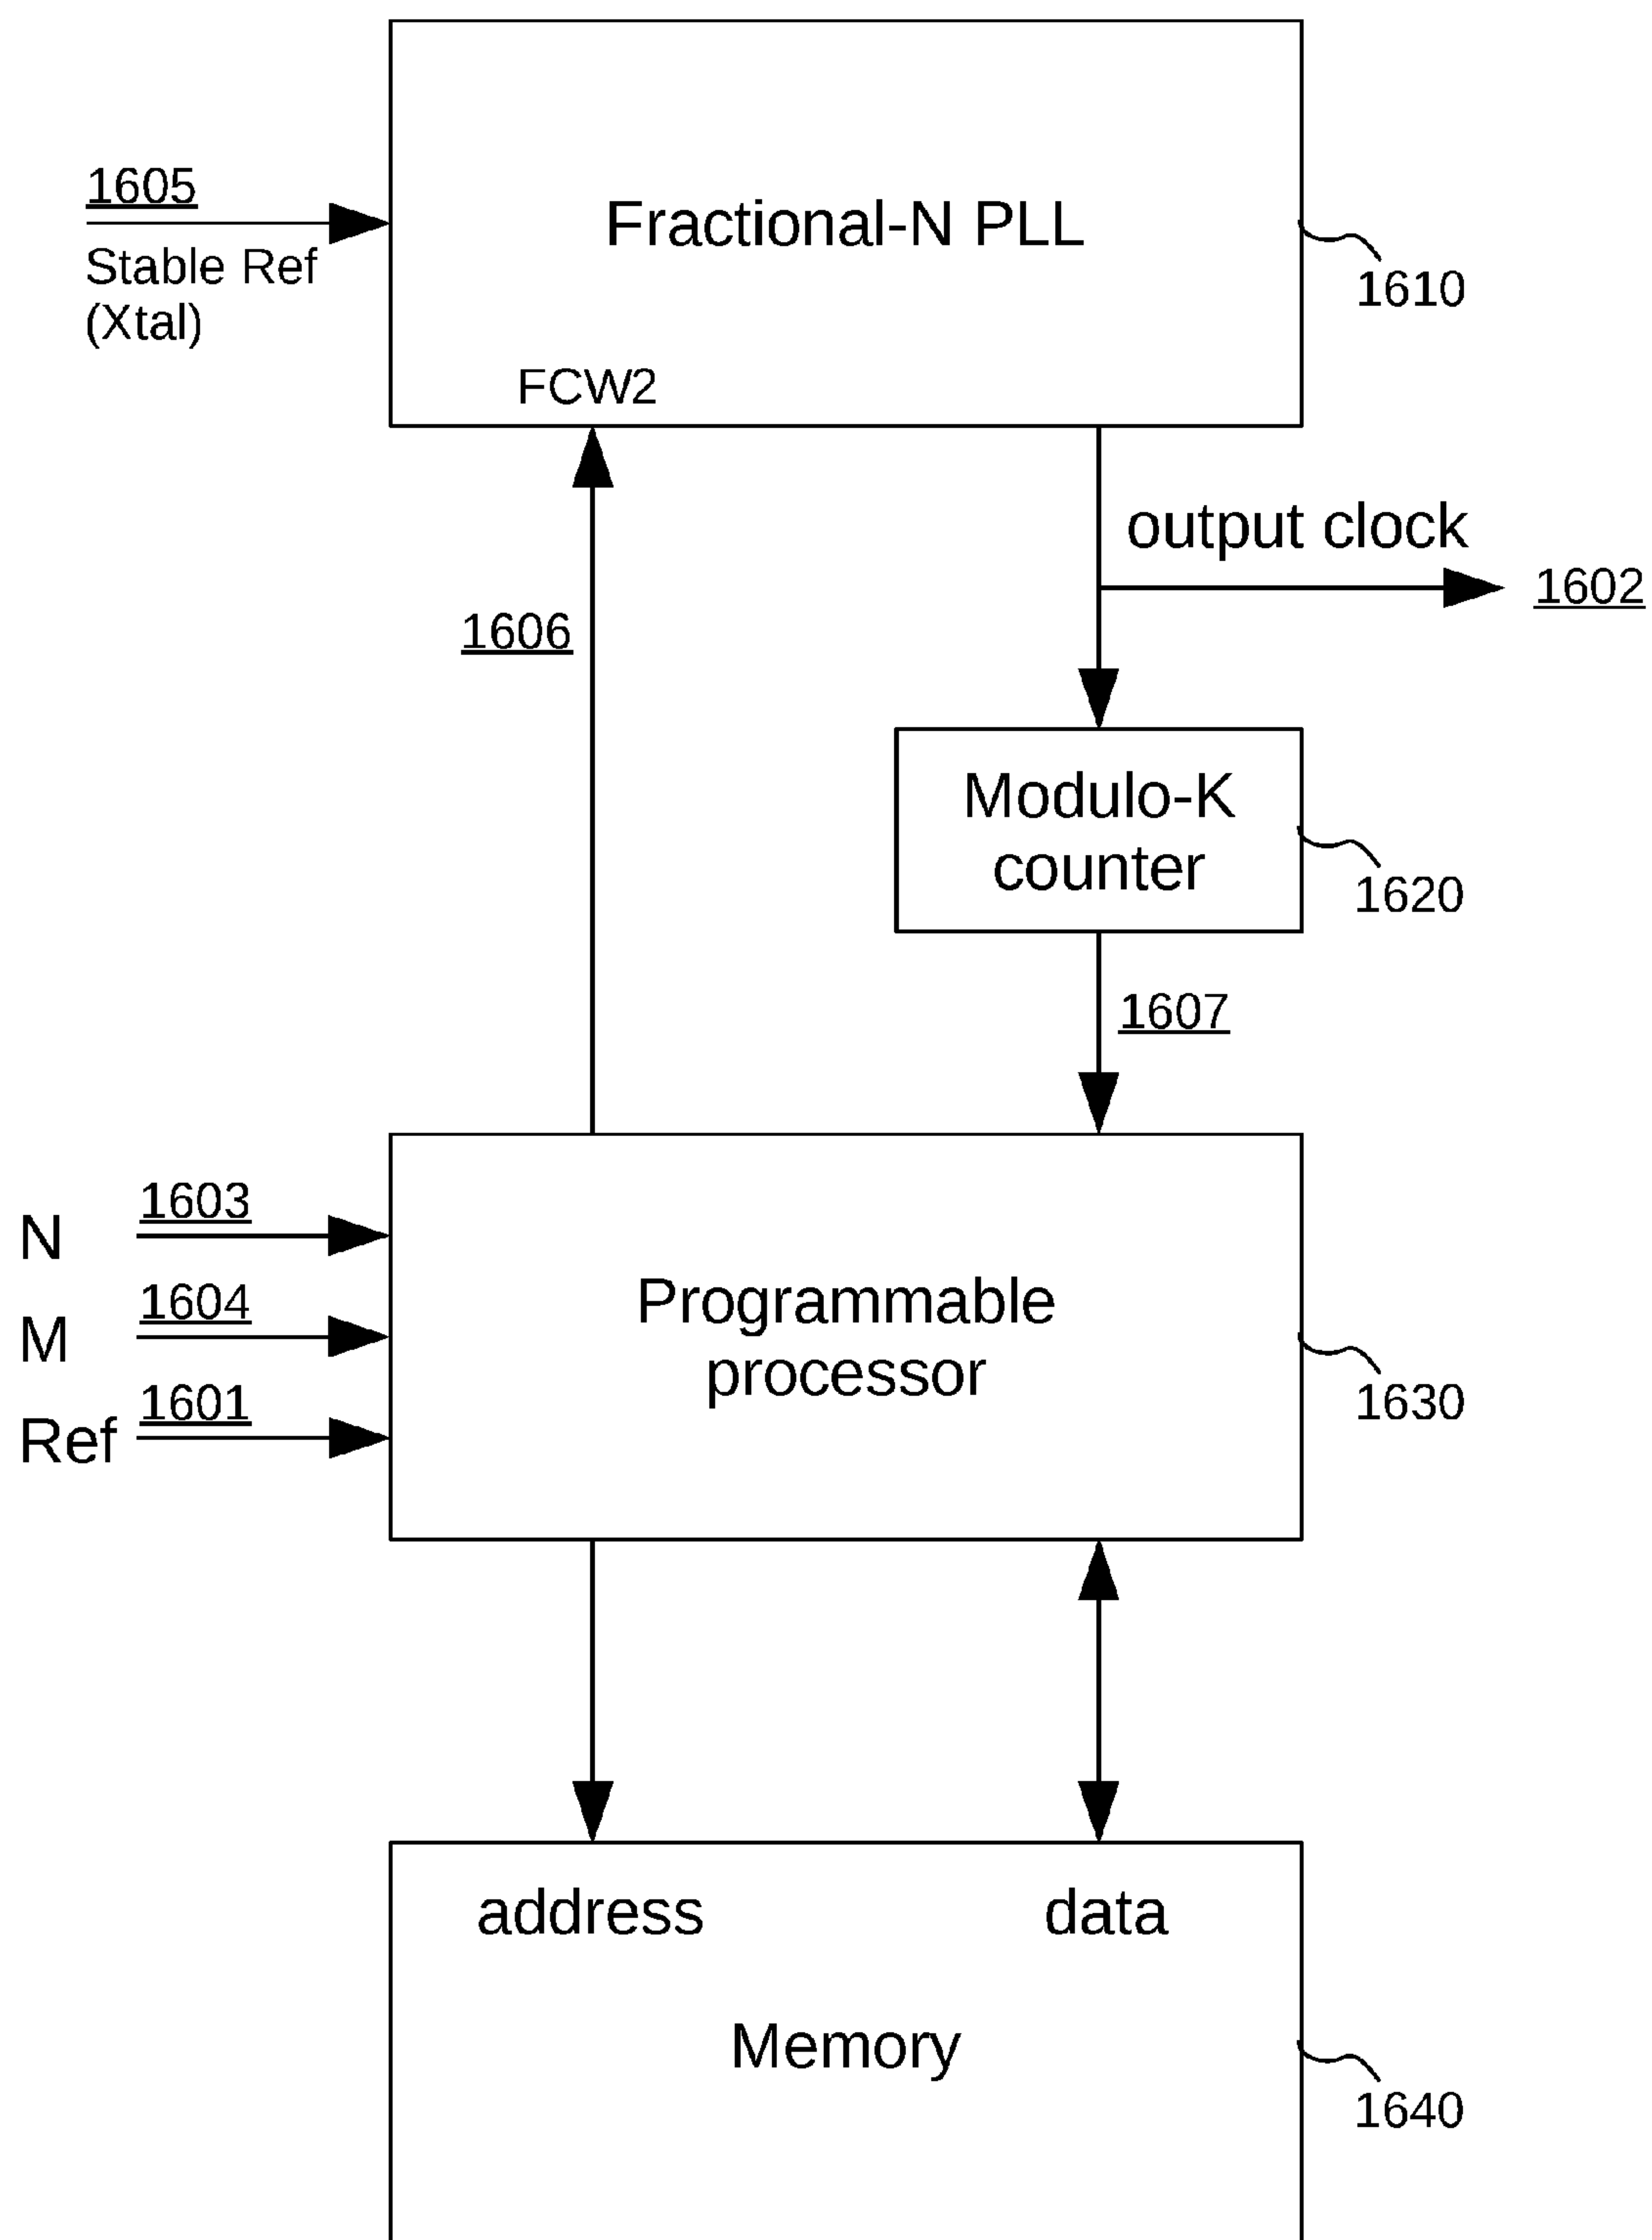 1605
Stable Ref
(Xtal)
Fractional-N PLL
1610
FCW2
output clock
1602
1606
Modulo-K
counter
1620
1607
N
1603
M
1604
Ref
1601
Programmable
processor
1630
address
data
Memory
1640